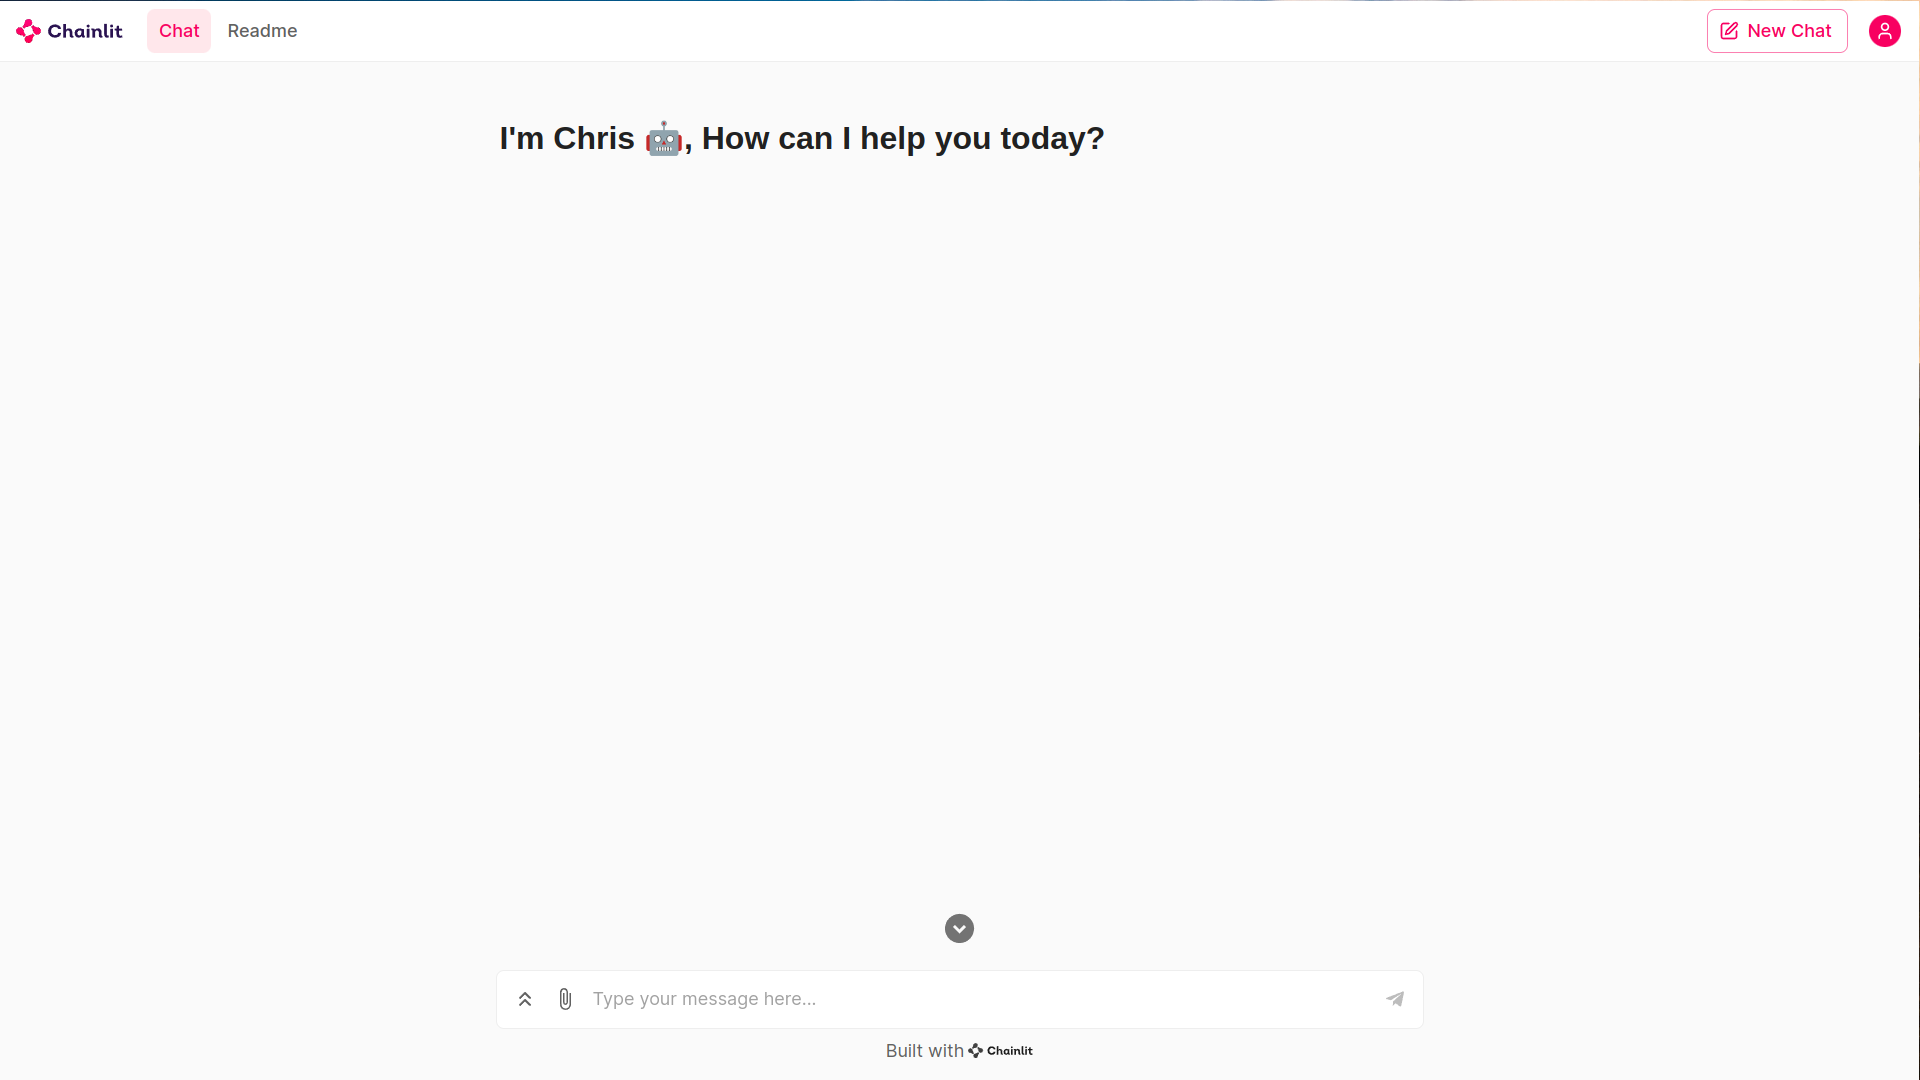 Chainlit Chat Readme New Chat
I'm Chris 🤖, How can I help you today?
Type your message here...
Built with Chainlit